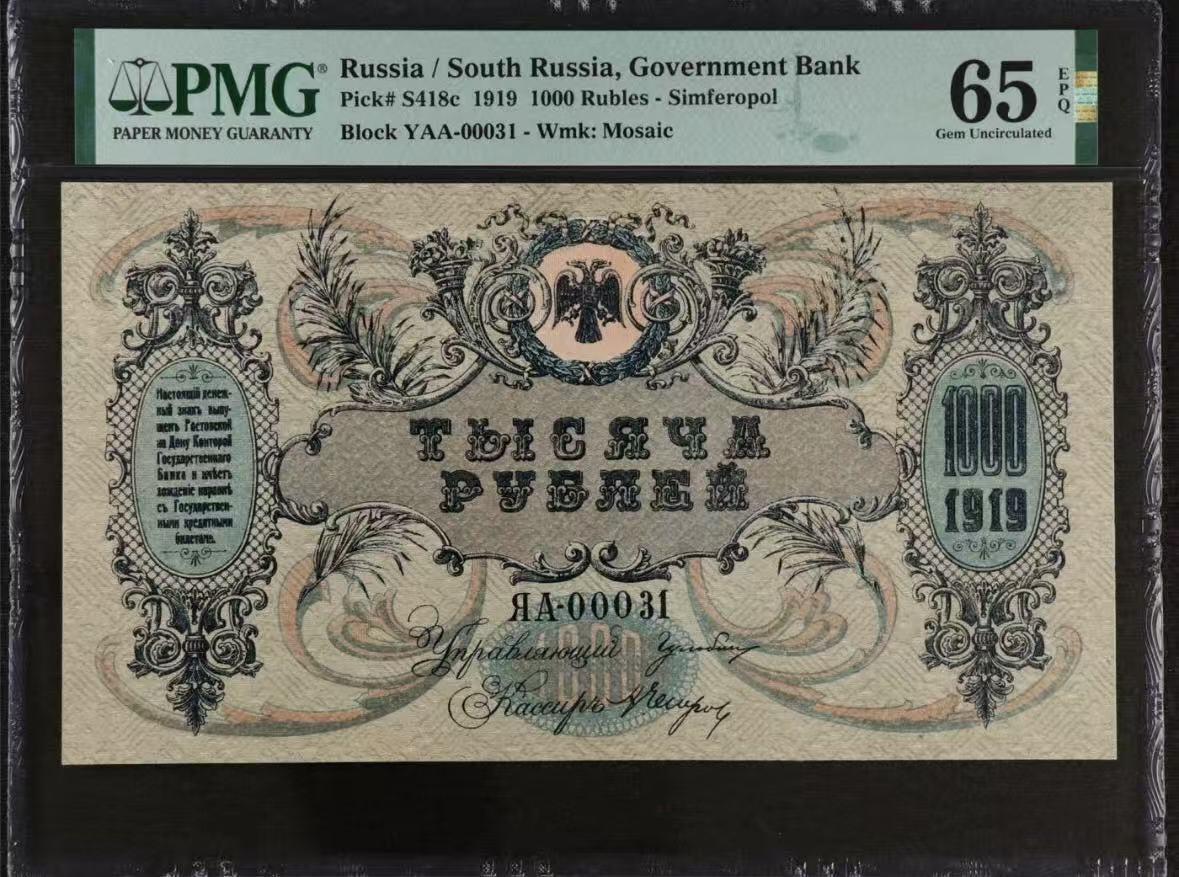 PMG®
PAPER MONEY GUARANTY
Russia / South Russia, Government Bank
Pick# S418c 1919 1000 Rubles - Simferopol
Block YAA-00031 - Wmk: Mosaic
65
Gem Uncirculated
EPQ
Настоящій денеж-
ный знакъ выпу-
щенъ Ростовской
на Дону Конторой
Государственнаго
Банка и имѣетъ
хожденіе наравнѣ
съ Государствен-
ными кредитными
билетами.
ТЫСЯЧА
РУБЛЕЙ
1000
1919
ЯА-00031
1000
Управляющій
Кассиръ